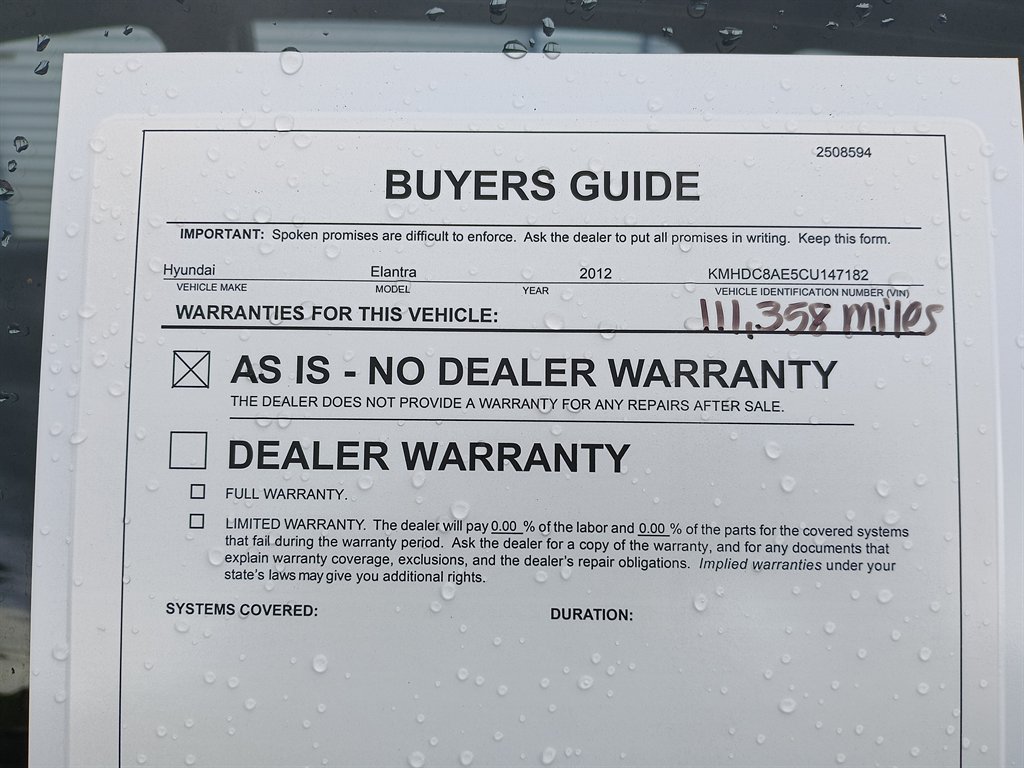 2508594
BUYERS GUIDE
IMPORTANT: Spoken promises are difficult to enforce. Ask the dealer to put all promises in writing. Keep this form.
Hyundai Elantra 2012 KMHDC8AE5CU147182
VEHICLE MAKE MODEL YEAR VEHICLE IDENTIFICATION NUMBER (VIN)
WARRANTIES FOR THIS VEHICLE: 111,358 miles
AS IS - NO DEALER WARRANTY
THE DEALER DOES NOT PROVIDE A WARRANTY FOR ANY REPAIRS AFTER SALE.
DEALER WARRANTY
FULL WARRANTY.
LIMITED WARRANTY. The dealer will pay 0.00 % of the labor and 0.00 % of the parts for the covered systems
that fail during the warranty period. Ask the dealer for a copy of the warranty, and for any documents that
explain warranty coverage, exclusions, and the dealer's repair obligations. Implied warranties under your
state's laws may give you additional rights.
SYSTEMS COVERED: DURATION: